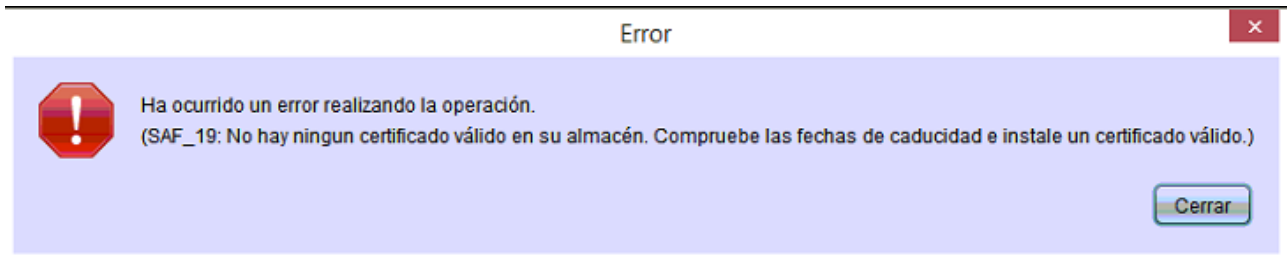 Error
Ha ocurrido un error realizando la operación.
(SAF_19: No hay ningun certificado válido en su almacén. Compruebe las fechas de caducidad e instale un certificado válido.)
Cerrar